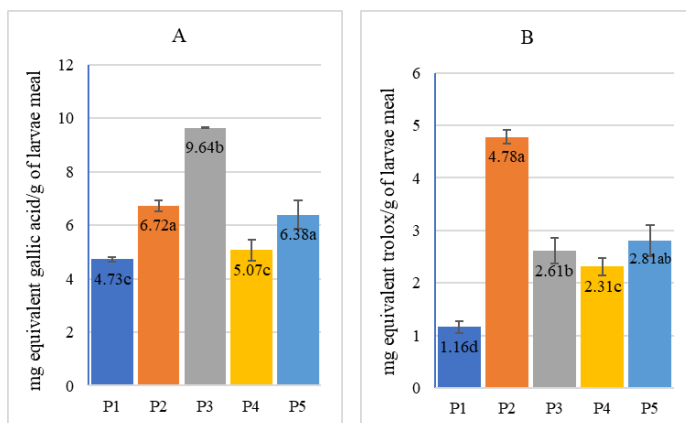 A
mg equivalent gallic acid/g of larvae meal
12
10
8
6
4
2
0
4.73c
6.72a
9.64b
5.07c
6.38a
P1 P2 P3 P4 P5
B
mg equivalent trolox/g of larvae meal
6
5
4
3
2
1
0
1.16d
4.78a
2.61b
2.31c
2.81ab
P1 P2 P3 P4 P5